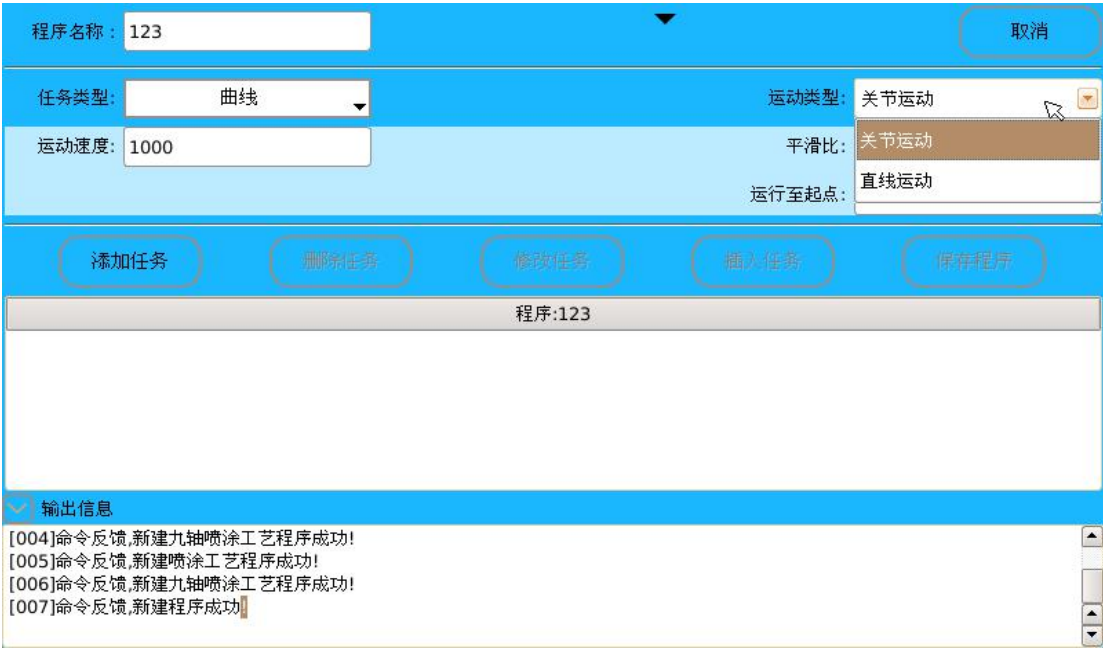 程序名称: 123 取消
任务类型: 曲线 运动类型: 关节运动
运动速度: 1000 平滑比: 关节运动
运行至起点: 直线运动
添加任务 删除任务 修改任务 插入任务 保存程序
程序:123
输出信息
[004]命令反馈,新建九轴喷涂工艺程序成功!
[005]命令反馈,新建喷涂工艺程序成功!
[006]命令反馈,新建九轴喷涂工艺程序成功!
[007]命令反馈,新建程序成功!